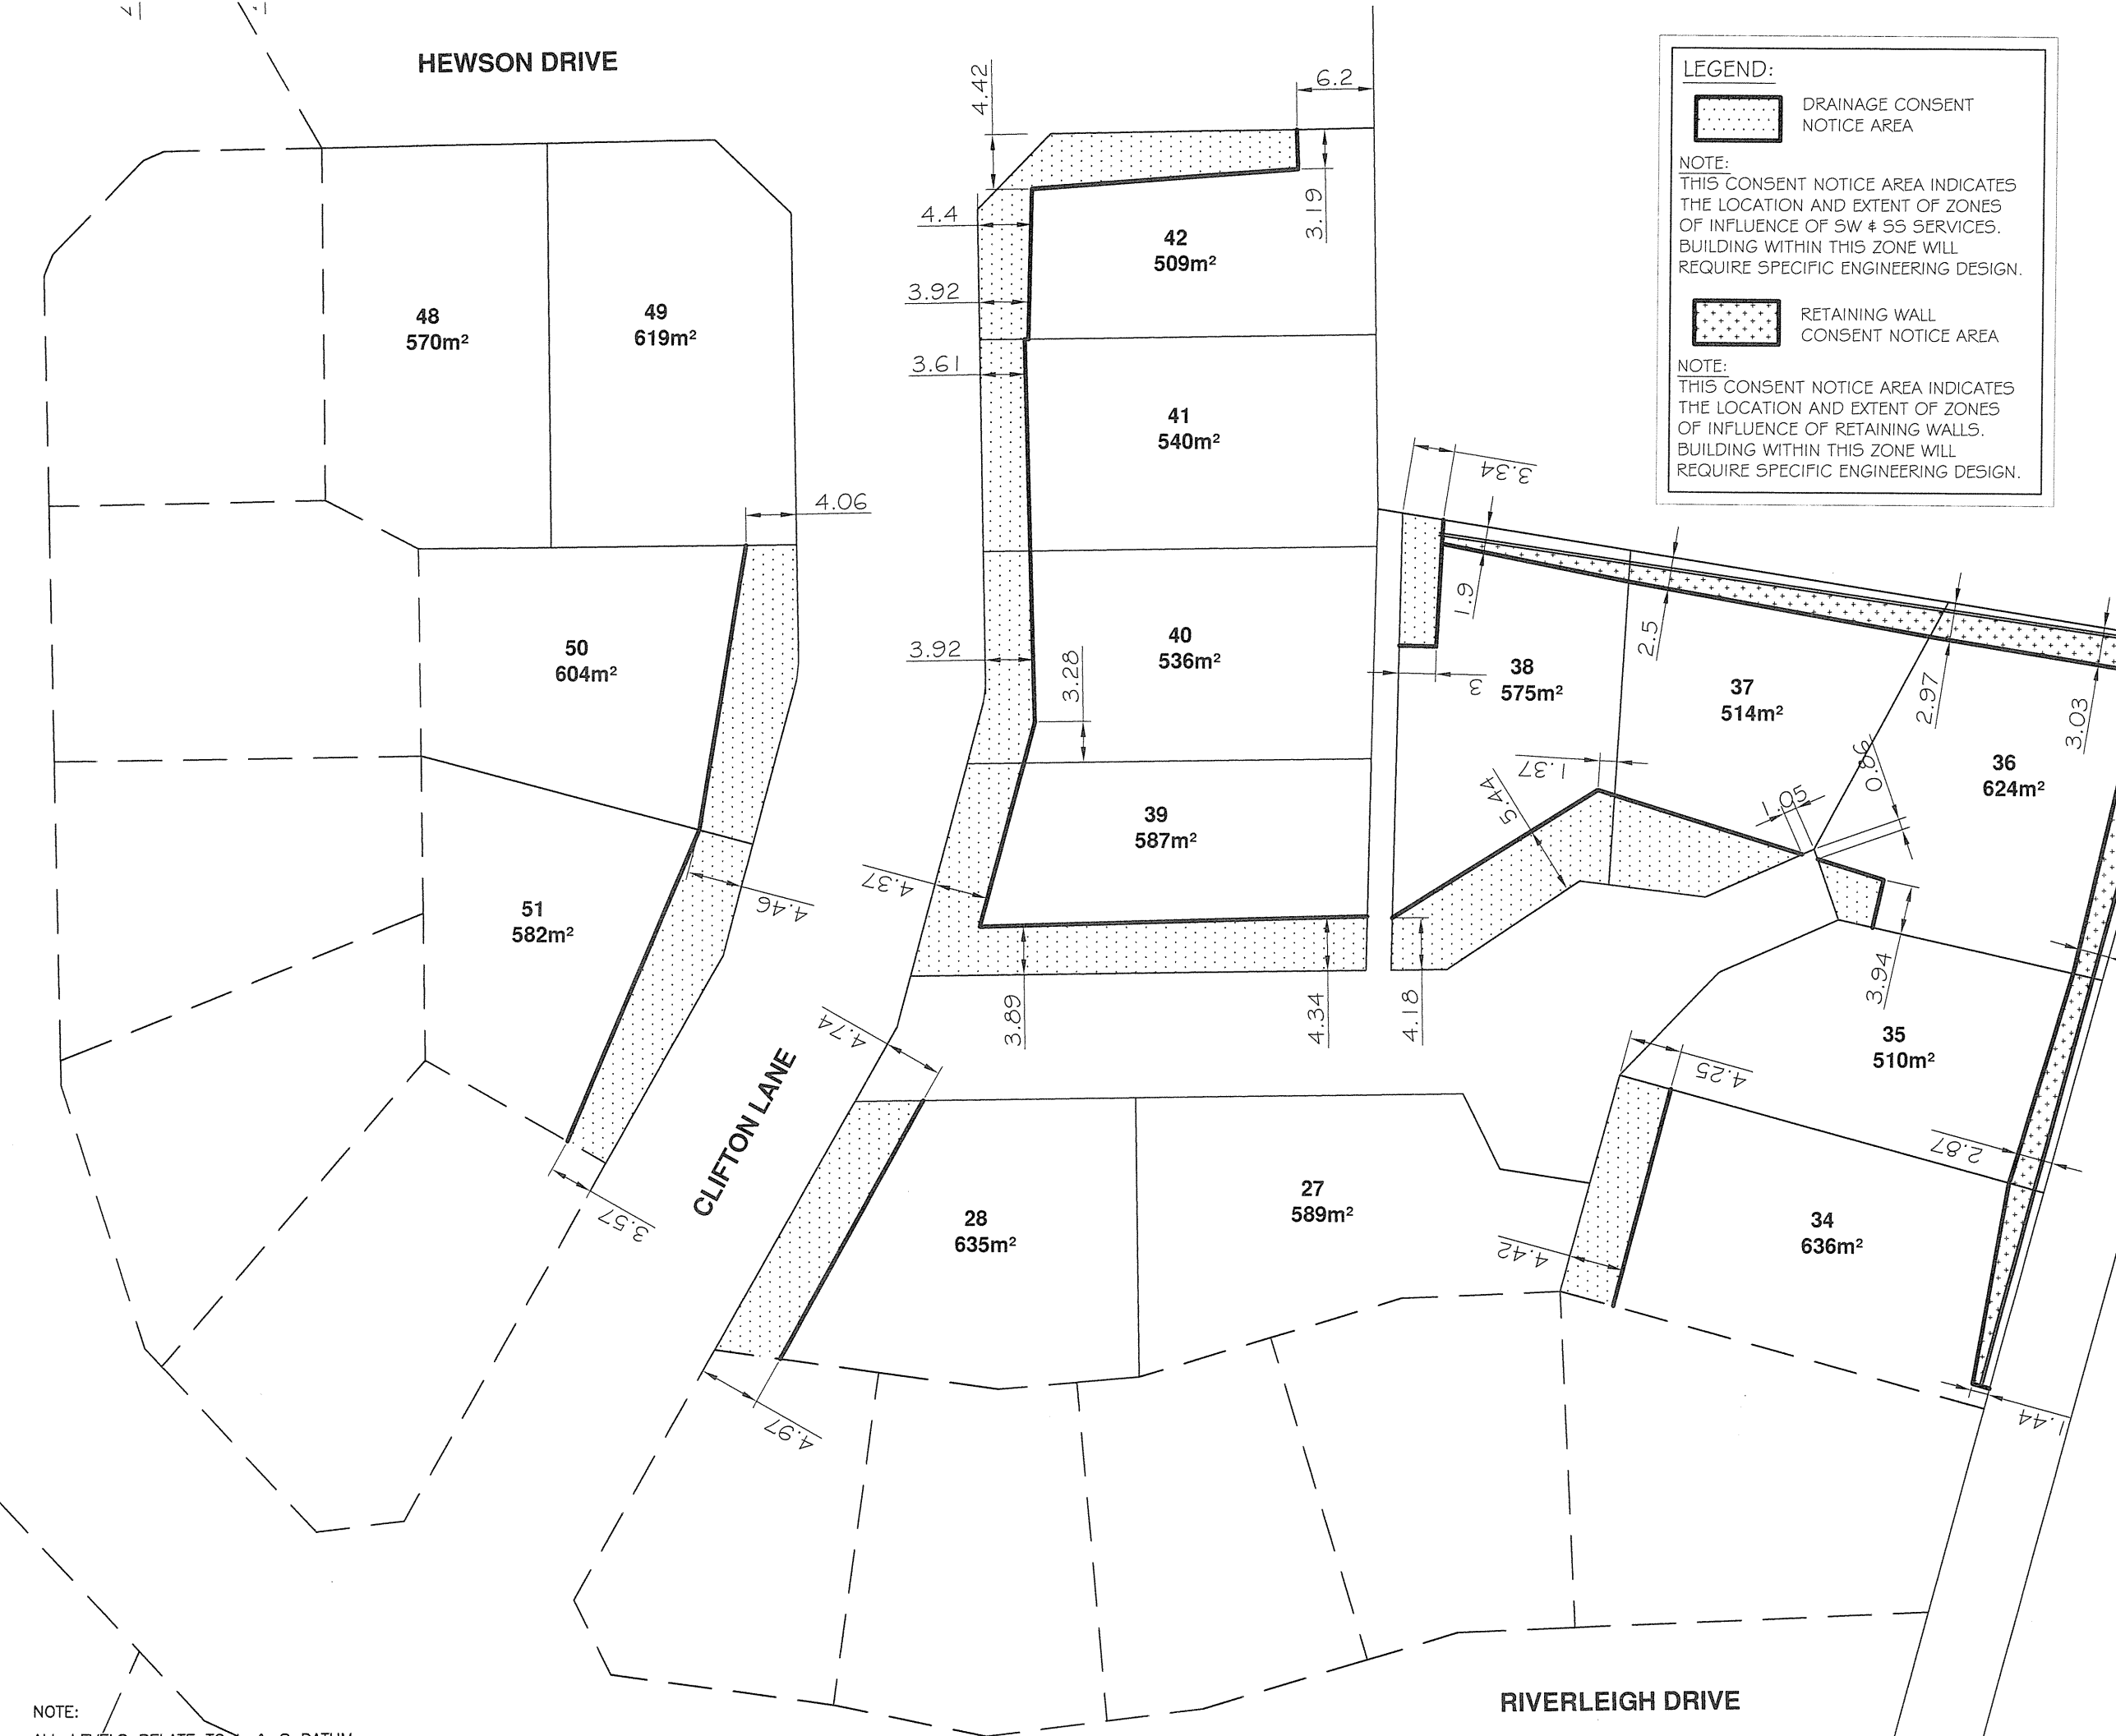 HEWSON DRIVE
4.42
6.2
LEGEND:
DRAINAGE CONSENT
NOTICE AREA
NOTE:
THIS CONSENT NOTICE AREA INDICATES
THE LOCATION AND EXTENT OF ZONES
OF INFLUENCE OF SW & SS SERVICES.
BUILDING WITHIN THIS ZONE WILL
REQUIRE SPECIFIC ENGINEERING DESIGN.
RETAINING WALL
CONSENT NOTICE AREA
NOTE:
THIS CONSENT NOTICE AREA INDICATES
THE LOCATION AND EXTENT OF ZONES
OF INFLUENCE OF RETAINING WALLS.
BUILDING WITHIN THIS ZONE WILL
REQUIRE SPECIFIC ENGINEERING DESIGN.
3.19
4.4
42
509m²
3.92
48
570m²
49
619m²
3.61
41
540m²
4.06
3.34
1.9
2.5
50
604m²
3.92
40
536m²
3.28
3
38
575m²
37
514m²
2.97
3.03
36
624m²
1.37
5.44
1.05
0.86
39
587m²
4.37
4.46
51
582m²
3.89
4.34
4.18
3.94
4.74
35
510m²
4.25
CLIFTON LANE
2.87
3.57
28
635m²
27
589m²
34
636m²
4.42
4.97
1.44
RIVERLEIGH DRIVE
NOTE: